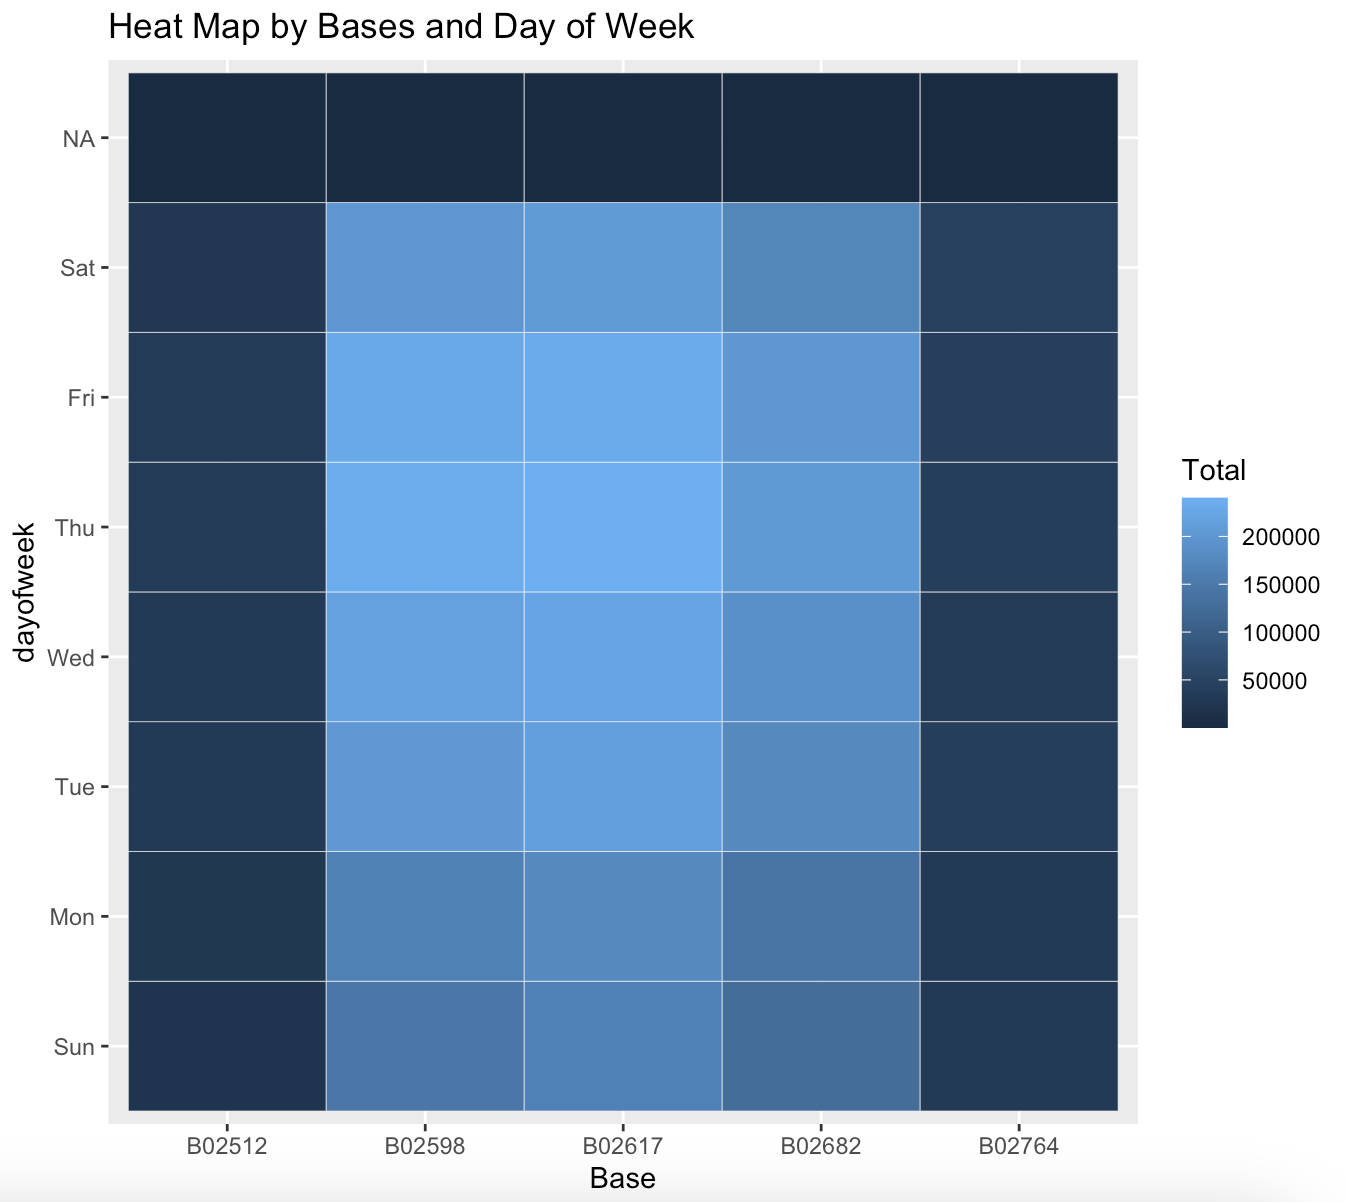 Heat Map by Bases and Day of Week
NA
Sat
Fri
Thu
Wed
Tue
Mon
Sun
dayofweek
B02512 B02598 B02617 B02682 B02764
Base
Total
200000
150000
100000
50000